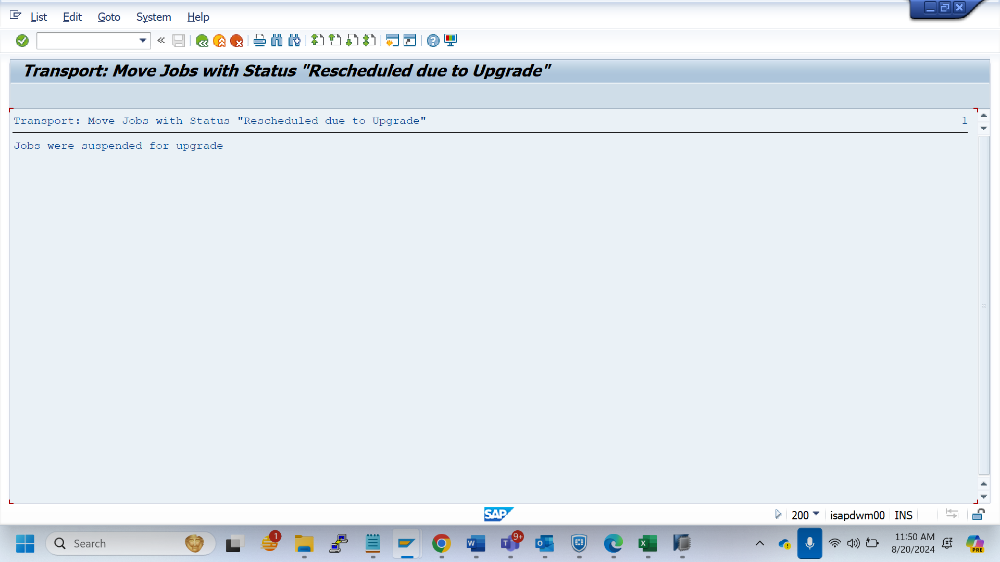 List Edit Goto System Help
Transport: Move Jobs with Status "Rescheduled due to Upgrade"
Transport: Move Jobs with Status "Rescheduled due to Upgrade" 1
Jobs were suspended for upgrade
SAP
200 isapdwm00 INS
Search
1
9+
11:50 AM
8/20/2024
PRE